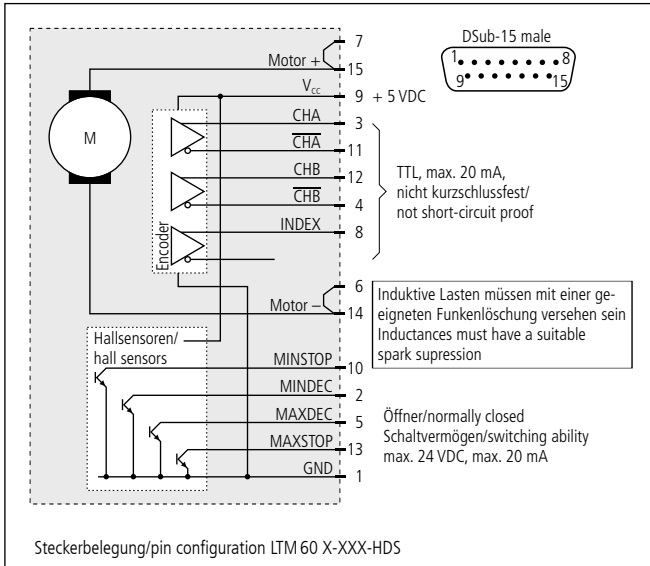 7
DSub-15 male
Motor +
15
1
8
9
15
V_cc
9
+ 5 VDC
CHA
3
M
CHA
11
CHB
12
TTL, max. 20 mA,
nicht kurzschlussfest/
not short-circuit proof
CHB
4
INDEX
8
Encoder
6
Motor –
14
Induktive Lasten müssen mit einer ge-
eigneten Funkenlöschung versehen sein
Inductances must have a suitable
spark supression
Hallsensoren/
hall sensors
MINSTOP
10
MINDEC
2
MAXDEC
5
Öffner/normally closed
Schaltvermögen/switching ability
max. 24 VDC, max. 20 mA
MAXSTOP
13
GND
1
Steckerbelegung/pin configuration LTM 60 X-XXX-HDS